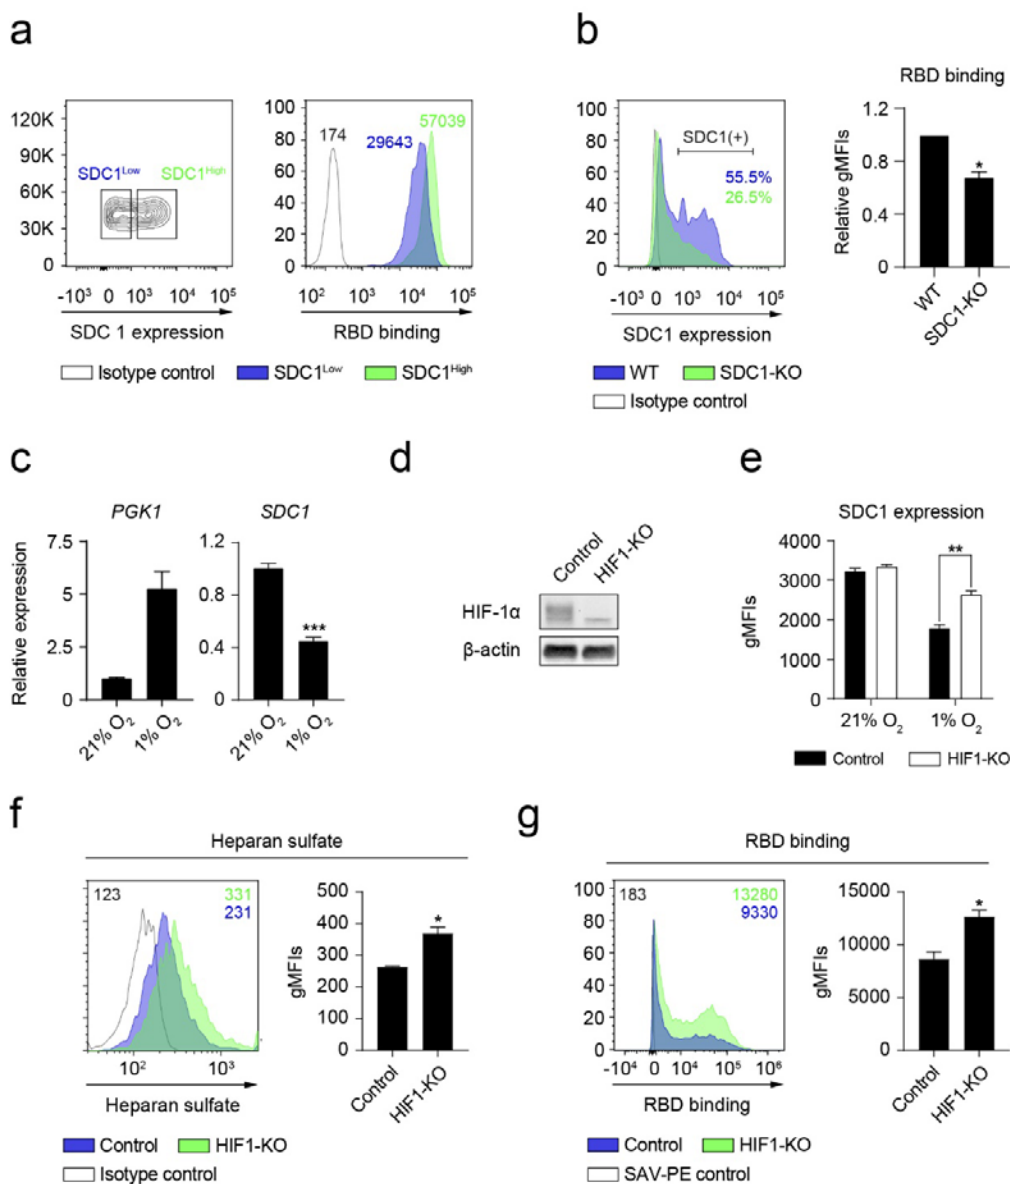 a
120K
90K
60K
30K
0
SDC1Low
SDC1High
-10³ 0 10³ 10⁴ 10⁵
SDC 1 expression
100
80
60
40
20
0
174
29643
57039
10² 10³ 10⁴ 10⁵
RBD binding
Isotype control
SDC1Low
SDC1High
b
100
80
60
40
20
0
SDC1(+)
55.5%
26.5%
-10³ 0 10³ 10⁴ 10⁵
SDC1 expression
WT
SDC1-KO
Isotype control
RBD binding
Relative gMFIs
1.2
0.8
0.4
0
*
WT
SDC1-KO
c
PGK1
Relative expression
7.5
5
2.5
0
21% O₂
1% O₂
SDC1
1.2
0.8
0.4
0
***
21% O₂
1% O₂
d
Control
HIF1-KO
HIF-1α
β-actin
e
SDC1 expression
gMFIs
4000
3000
2000
1000
0
**
21% O₂
1% O₂
Control
HIF1-KO
f
Heparan sulfate
123
331
231
10² 10³
Heparan sulfate
gMFIs
500
400
300
200
100
0
*
Control
HIF1-KO
Control
HIF1-KO
Isotype control
g
RBD binding
100
80
60
40
20
0
183
13280
9330
-10⁴ 0 10⁴ 10⁵ 10⁶
RBD binding
gMFIs
15000
10000
5000
0
*
Control
HIF1-KO
Control
HIF1-KO
SAV-PE control